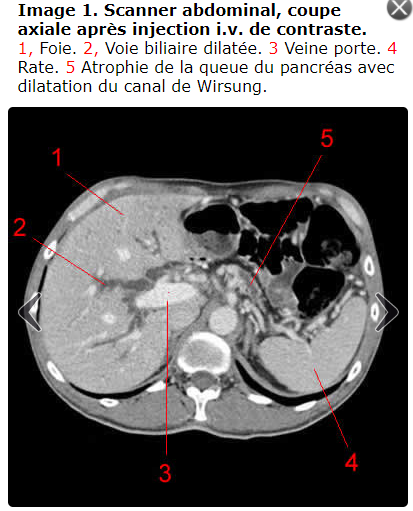 Image 1. Scanner abdominal, coupe
axiale après injection i.v. de contraste.
1, Foie. 2, Voie biliaire dilatée. 3 Veine porte. 4
Rate. 5 Atrophie de la queue du pancréas avec
dilatation du canal de Wirsung.
1
5
2
3
4